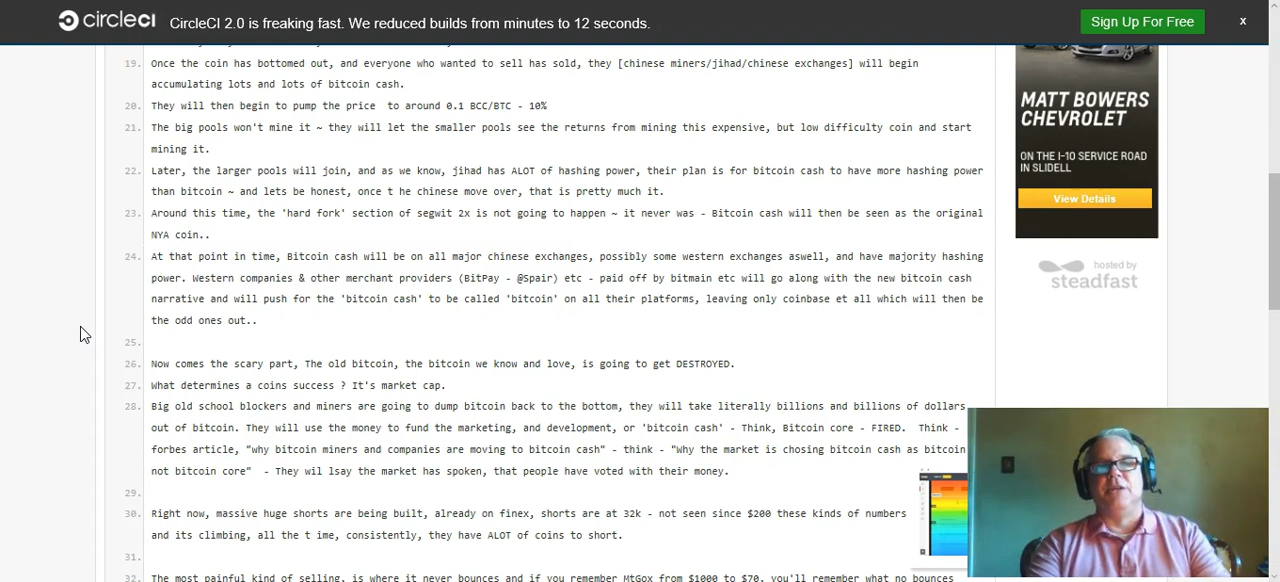 circleci CircleCI 2.0 is freaking fast. We reduced builds from minutes to 12 seconds. Sign Up For Free x
19. Once the coin has bottomed out, and everyone who wanted to sell has sold, they [chinese miners/jihad/chinese exchanges] will begin
accumulating lots and lots of bitcoin cash.
20. They will then begin to pump the price to around 0.1 BCC/BTC - 10%
21. The big pools won't mine it ~ they will let the smaller pools see the returns from mining this expensive, but low difficulty coin and start
mining it.
22. Later, the larger pools will join, and as we know, jihad has ALOT of hashing power, their plan is for bitcoin cash to have more hashing power
than bitcoin ~ and lets be honest, once t he chinese move over, that is pretty much it.
23. Around this time, the 'hard fork' section of segwit 2x is not going to happen ~ it never was - Bitcoin cash will then be seen as the original
NYA coin..
24. At that point in time, Bitcoin cash will be on all major chinese exchanges, possibly some western exchanges aswell, and have majority hashing
power. Western companies & other merchant providers (BitPay - @Spair) etc - paid off by bitmain etc will go along with the new bitcoin cash
narrative and will push for the 'bitcoin cash' to be called 'bitcoin' on all their platforms, leaving only coinbase et all which will then be
the odd ones out..
25.
26. Now comes the scary part, The old bitcoin, the bitcoin we know and love, is going to get DESTROYED.
27. What determines a coins success ? It's market cap.
28. Big old school blockers and miners are going to dump bitcoin back to the bottom, they will take literally billions and billions of dollars
out of bitcoin. They will use the money to fund the marketing, and development, or 'bitcoin cash' - Think, Bitcoin core - FIRED. Think -
forbes article, "why bitcoin miners and companies are moving to bitcoin cash" - think - "Why the market is chosing bitcoin cash as bitcoin
not bitcoin core" - They wil lsay the market has spoken, that people have voted with their money.
29.
30. Right now, massive huge shorts are being built, already on finex, shorts are at 32k - not seen since $200 these kinds of numbers
and its climbing, all the t ime, consistently, they have ALOT of coins to short.
31.
32. The most painful kind of selling, is where it never bounces and if you remember MtGox from $1000 to $70, you'll remember what no bounces
MATT BOWERS
CHEVROLET
ON THE I-10 SERVICE ROAD
IN SLIDELL
View Details
hosted by
steadfast